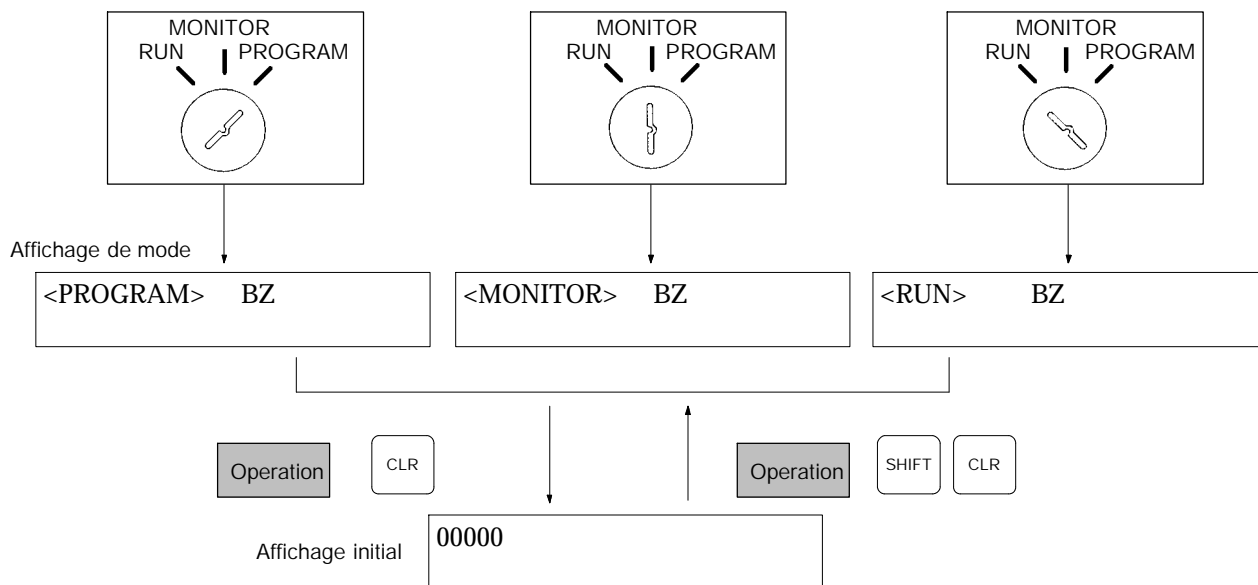 MONITOR
RUN PROGRAM
MONITOR
RUN PROGRAM
MONITOR
RUN PROGRAM
Affichage de mode
<PROGRAM> BZ
<MONITOR> BZ
<RUN> BZ
Operation
CLR
Operation
SHIFT
CLR
Affichage initial
00000